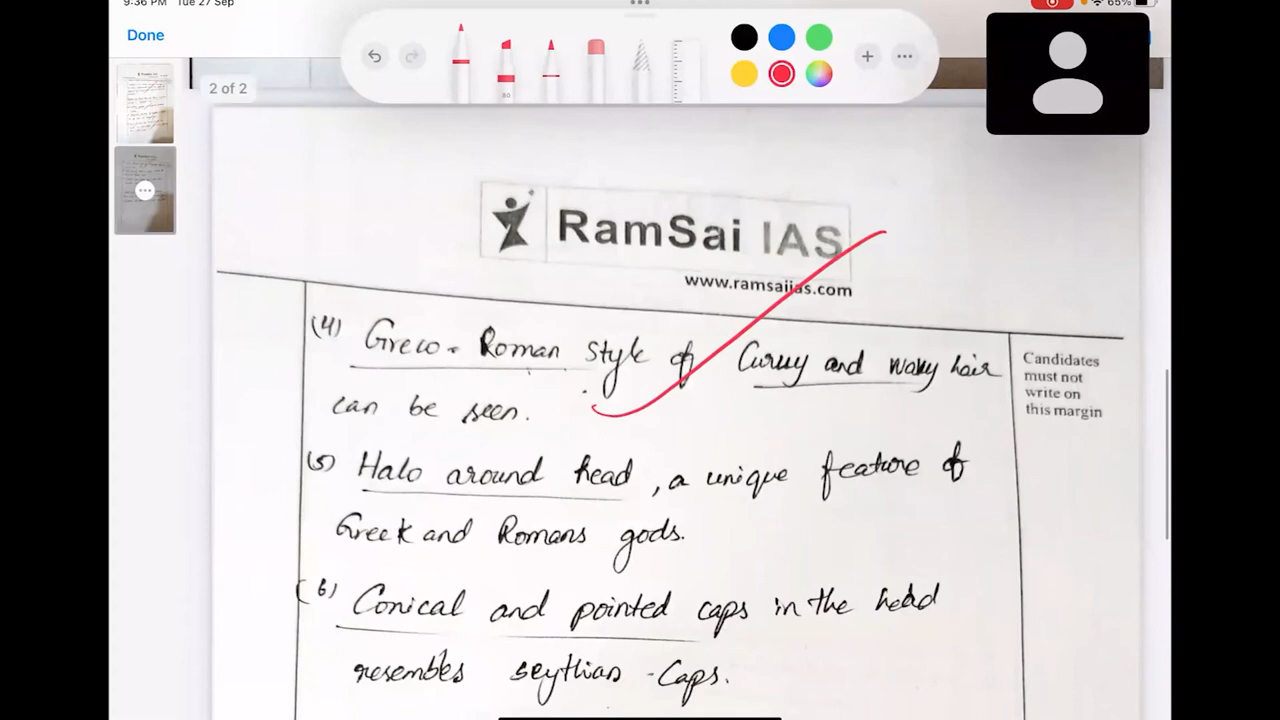 9:36 PM Tue 27 Sep
65%
Done
2 of 2
80
RamSai IAS
www.ramsaiias.com
(4) Greco - Roman style of Curvy and wavy hair
can be seen.
Candidates
must not
write on
this margin
(5) Halo around head, a unique feature of
Greek and Romans gods.
(6) Conical and pointed caps in the head
resembles scythian - Caps.